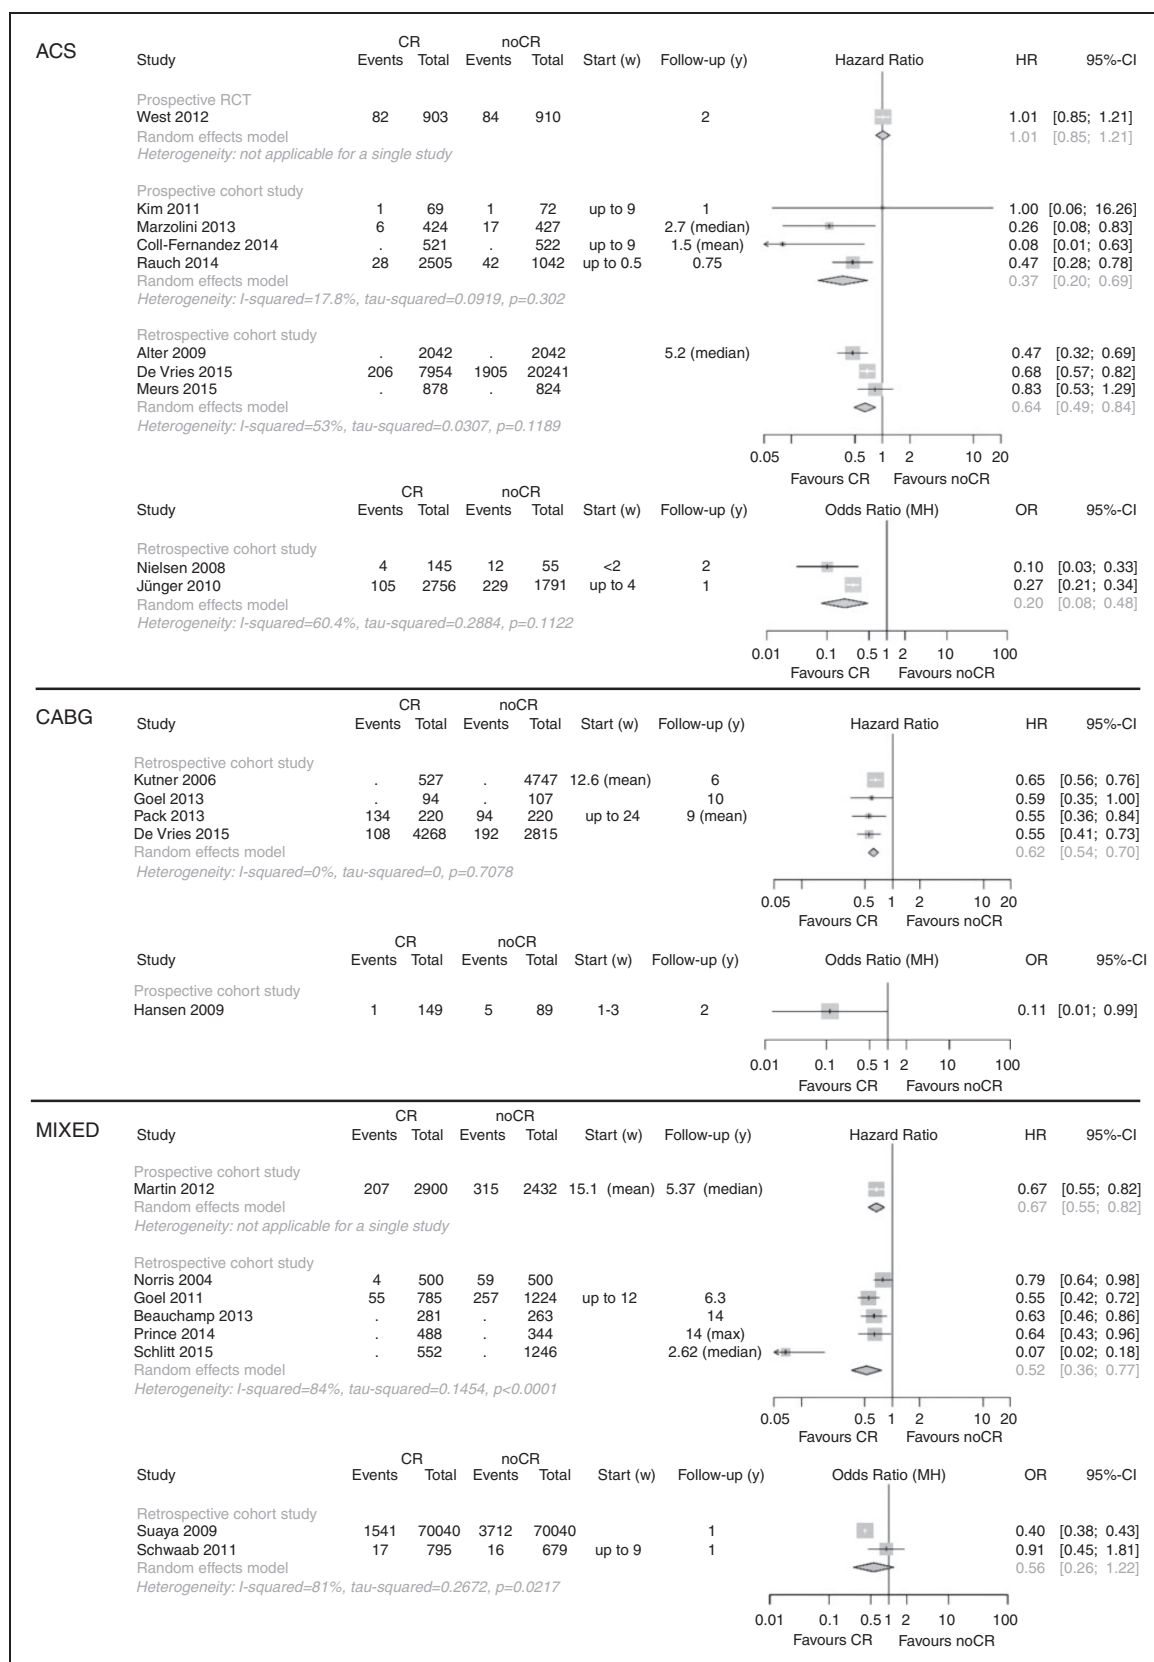 ACS
CR noCR
Study Events Total Events Total Start (w) Follow-up (y) Hazard Ratio HR 95%-CI
Prospective RCT
West 2012 82 903 84 910 2 1.01 [0.85; 1.21]
Random effects model 1.01 [0.85; 1.21]
Heterogeneity: not applicable for a single study
Prospective cohort study
Kim 2011 1 69 1 72 up to 9 1 1.00 [0.06; 16.26]
Marzolini 2013 6 424 17 427 2.7 (median) 0.26 [0.08; 0.83]
Coll-Fernandez 2014 . 521 . 522 up to 9 1.5 (mean) 0.08 [0.01; 0.63]
Rauch 2014 28 2505 42 1042 up to 0.5 0.75 0.47 [0.28; 0.78]
Random effects model 0.37 [0.20; 0.69]
Heterogeneity: I-squared=17.8%, tau-squared=0.0919, p=0.302
Retrospective cohort study
Alter 2009 . 2042 . 2042 5.2 (median) 0.47 [0.32; 0.69]
De Vries 2015 206 7954 1905 20241 0.68 [0.57; 0.82]
Meurs 2015 . 878 . 824 0.83 [0.53; 1.29]
Random effects model 0.64 [0.49; 0.84]
Heterogeneity: I-squared=53%, tau-squared=0.0307, p=0.1189
0.05 0.5 1 2 10 20
Favours CR Favours noCR
CR noCR
Study Events Total Events Total Start (w) Follow-up (y) Odds Ratio (MH) OR 95%-CI
Retrospective cohort study
Nielsen 2008 4 145 12 55 <2 2 0.10 [0.03; 0.33]
Jünger 2010 105 2756 229 1791 up to 4 1 0.27 [0.21; 0.34]
Random effects model 0.20 [0.08; 0.48]
Heterogeneity: I-squared=60.4%, tau-squared=0.2884, p=0.1122
0.01 0.1 0.5 1 2 10 100
Favours CR Favours noCR
CABG
CR noCR
Study Events Total Events Total Start (w) Follow-up (y) Hazard Ratio HR 95%-CI
Retrospective cohort study
Kutner 2006 . 527 . 4747 12.6 (mean) 6 0.65 [0.56; 0.76]
Goel 2013 . 94 . 107 10 0.59 [0.35; 1.00]
Pack 2013 134 220 94 220 up to 24 9 (mean) 0.55 [0.36; 0.84]
De Vries 2015 108 4268 192 2815 0.55 [0.41; 0.73]
Random effects model 0.62 [0.54; 0.70]
Heterogeneity: I-squared=0%, tau-squared=0, p=0.7078
0.05 0.5 1 2 10 20
Favours CR Favours noCR
CR noCR
Study Events Total Events Total Start (w) Follow-up (y) Odds Ratio (MH) OR 95%-CI
Prospective cohort study
Hansen 2009 1 149 5 89 1-3 2 0.11 [0.01; 0.99]
0.01 0.1 0.5 1 2 10 100
Favours CR Favours noCR
MIXED
CR noCR
Study Events Total Events Total Start (w) Follow-up (y) Hazard Ratio HR 95%-CI
Prospective cohort study
Martin 2012 207 2900 315 2432 15.1 (mean) 5.37 (median) 0.67 [0.55; 0.82]
Random effects model 0.67 [0.55; 0.82]
Heterogeneity: not applicable for a single study
Retrospective cohort study
Norris 2004 4 500 59 500 0.79 [0.64; 0.98]
Goel 2011 55 785 257 1224 up to 12 6.3 0.55 [0.42; 0.72]
Beauchamp 2013 . 281 . 263 14 0.63 [0.46; 0.86]
Prince 2014 . 488 . 344 14 (max) 0.64 [0.43; 0.96]
Schlitt 2015 . 552 . 1246 2.62 (median) 0.07 [0.02; 0.18]
Random effects model 0.52 [0.36; 0.77]
Heterogeneity: I-squared=84%, tau-squared=0.1454, p<0.0001
0.05 0.5 1 2 10 20
Favours CR Favours noCR
CR noCR
Study Events Total Events Total Start (w) Follow-up (y) Odds Ratio (MH) OR 95%-CI
Retrospective cohort study
Suaya 2009 1541 70040 3712 70040 1 0.40 [0.38; 0.43]
Schwaab 2011 17 795 16 679 up to 9 1 0.91 [0.45; 1.81]
Random effects model 0.56 [0.26; 1.22]
Heterogeneity: I-squared=81%, tau-squared=0.2672, p=0.0217
0.01 0.1 0.5 1 2 10 100
Favours CR Favours noCR